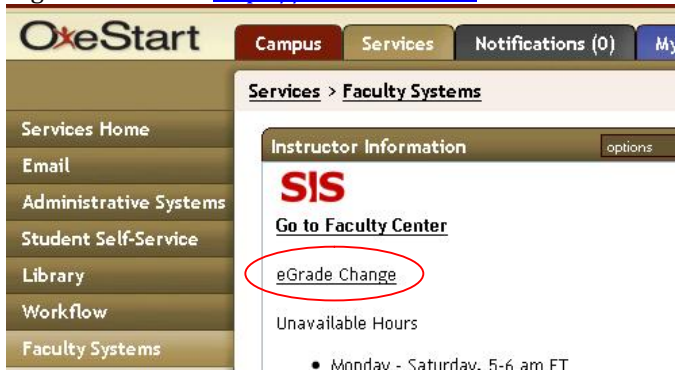 OneStart
Campus Services Notifications (0) My
Services > Faculty Systems
Services Home
Email
Administrative Systems
Student Self-Service
Library
Workflow
Faculty Systems
Instructor Information options
SIS
Go to Faculty Center
eGrade Change
Unavailable Hours
• Monday - Saturday, 5-6 am ET